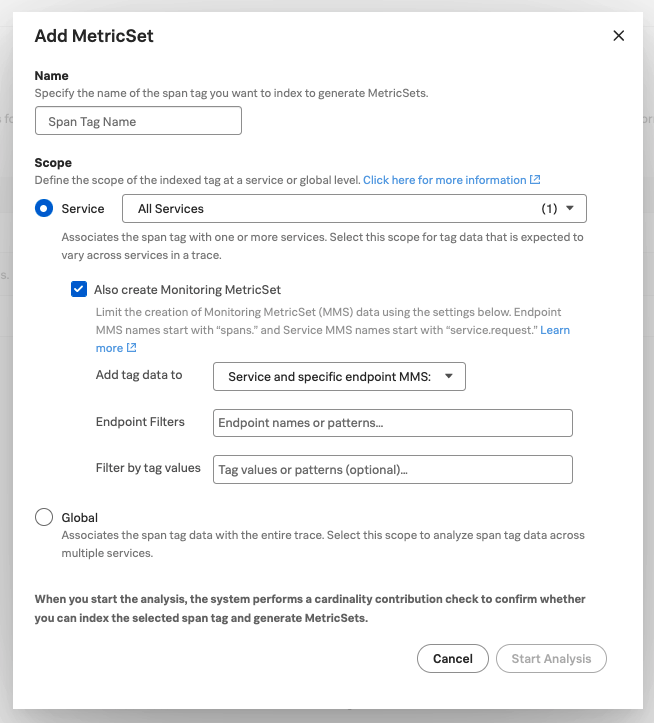 Add MetricSet
Name
Specify the name of the span tag you want to index to generate MetricSets.
Span Tag Name
Scope
Define the scope of the indexed tag at a service or global level. Click here for more information
Service
All Services (1)
Associates the span tag with one or more services. Select this scope for tag data that is expected to
vary across services in a trace.
Also create Monitoring MetricSet
Limit the creation of Monitoring MetricSet (MMS) data using the settings below. Endpoint
MMS names start with “spans.” and Service MMS names start with “service.request.” Learn
more
Add tag data to
Service and specific endpoint MMS:
Endpoint Filters
Endpoint names or patterns...
Filter by tag values
Tag values or patterns (optional)...
Global
Associates the span tag data with the entire trace. Select this scope to analyze span tag data across
multiple services.
When you start the analysis, the system performs a cardinality contribution check to confirm whether
you can index the selected span tag and generate MetricSets.
Cancel
Start Analysis